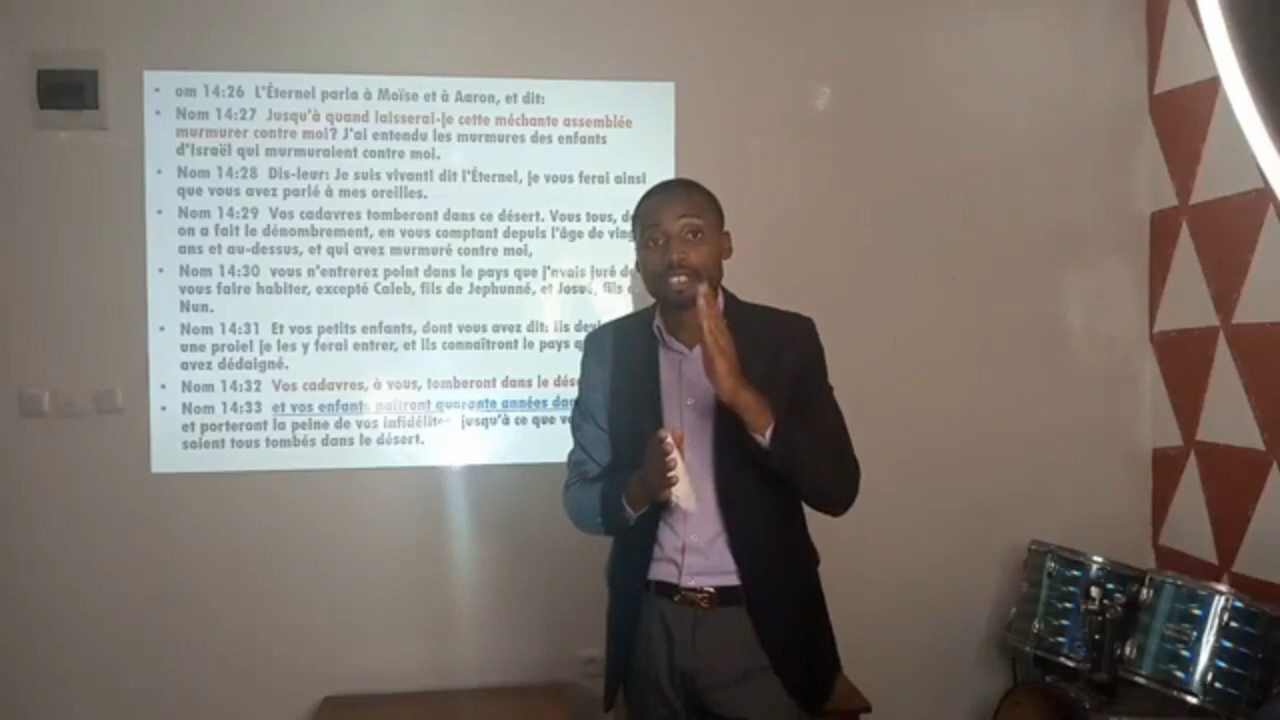 • om 14:26 L'Éternel parla à Moïse et à Aaron, et dit:
• Nom 14:27 Jusqu'à quand laisserai-je cette méchante assemblée
murmurer contre moi? J'ai entendu les murmures des enfants
d'Israël qui murmuraient contre moi.
• Nom 14:28 Dis-leur: Je suis vivant! dit l'Éternel, je vous ferai ainsi
que vous avez parlé à mes oreilles.
• Nom 14:29 Vos cadavres tomberont dans ce désert. Vous tous,
on a fait le dénombrement, en vous comptant depuis l'âge de
ans et au-dessus, et qui avez murmuré contre moi,
• Nom 14:30 vous n'entrerez point dans le pays que j'avais juré
vous faire habiter, excepté Caleb, fils de Jephunné, et Josué, fils
Nun.
• Nom 14:31 Et vos petits enfants, dont vous avez dit: Ils
une proie! je les y ferai entrer, et ils connaîtront le pays
avez dédaigné.
• Nom 14:32 Vos cadavres, à vous, tomberont dans le
• Nom 14:33 et vos enfants paîtront quarante années
et porteront la peine de vos infidélités jusqu'à ce que
soient tous tombés dans le désert.